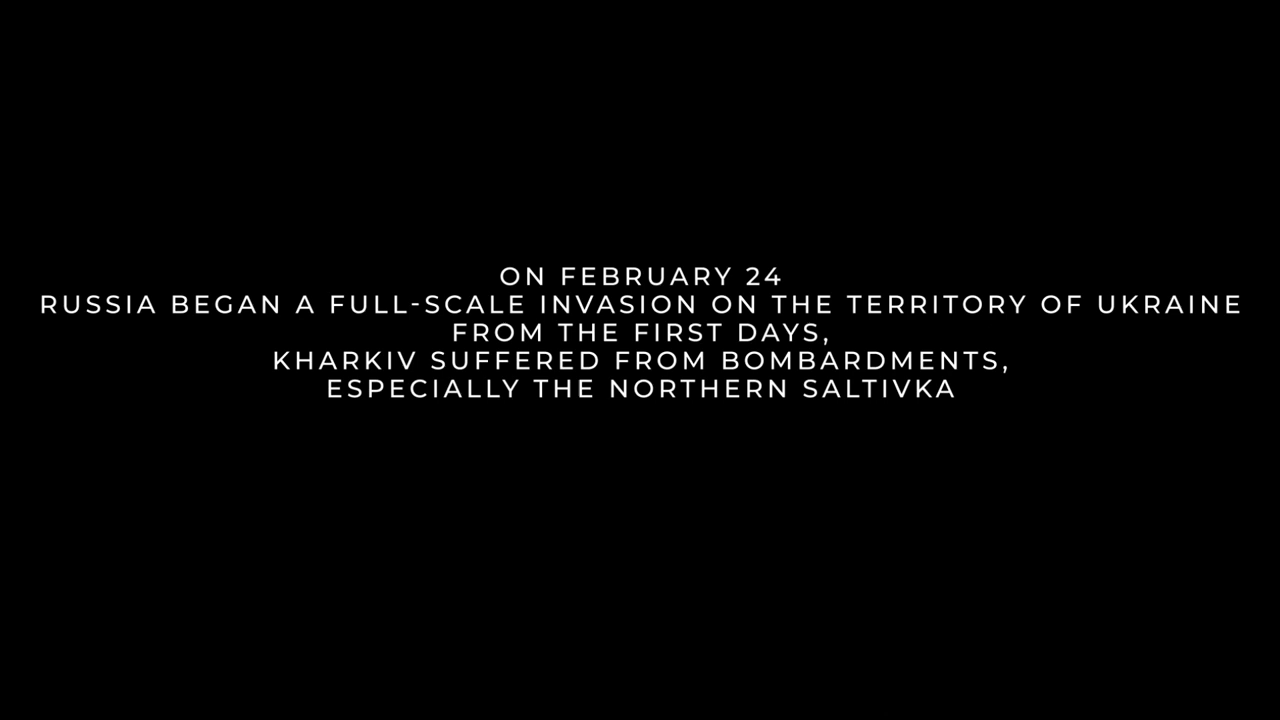 ON FEBRUARY 24
RUSSIA BEGAN A FULL-SCALE INVASION ON THE TERRITORY OF UKRAINE
FROM THE FIRST DAYS,
KHARKIV SUFFERED FROM BOMBARDMENTS,
ESPECIALLY THE NORTHERN SALTIVKA